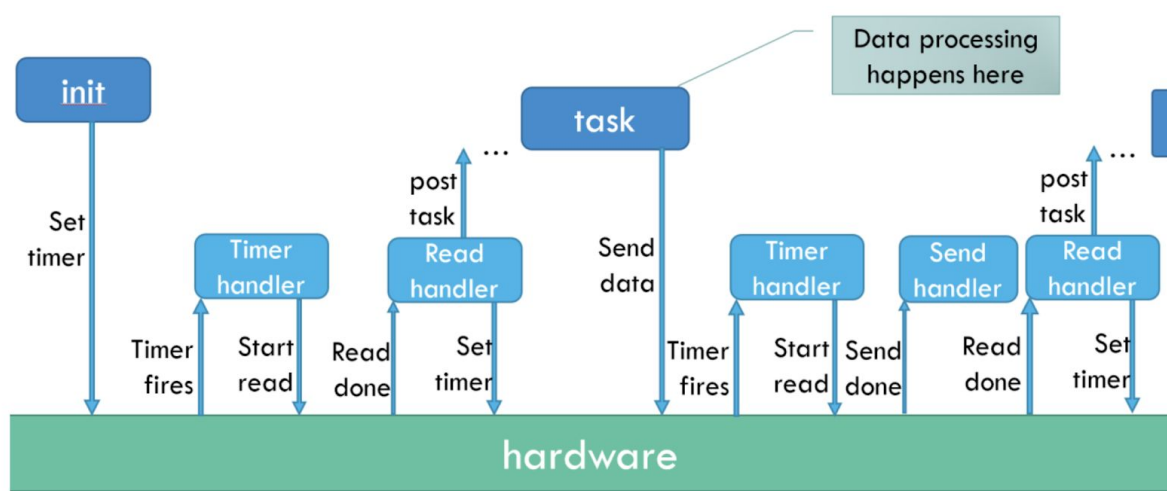 Data processing
happens here
init
task
...
...
post
task
post
task
Set
timer
Timer
handler
Read
handler
Send
data
Timer
handler
Send
handler
Read
handler
Timer
fires
Start
read
Read
done
Set
timer
Timer
fires
Start
read
Send
done
Read
done
Set
timer
hardware